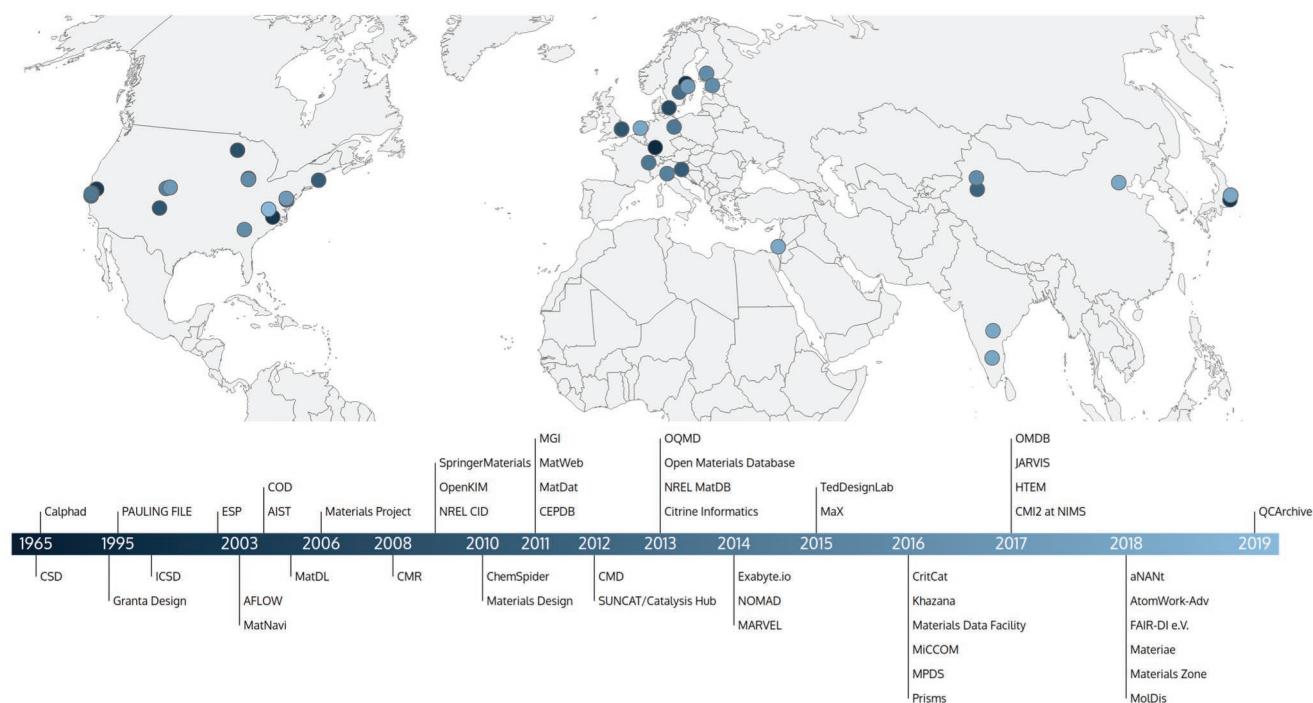 MGI
OQMD
OMDB
SpringerMaterials
MatWeb
Open Materials Database
JARVIS
COD
OpenKIM
MatDat
NREL MatDB
TedDesignLab
HTEM
Calphad
PAULING FILE
ESP
AIST
Materials Project
NREL CID
CEPDB
Citrine Informatics
MaX
CMI2 at NIMS
QCArchive
1965 1995 2003 2006 2008 2010 2011 2012 2013 2014 2015 2016 2017 2018 2019
CSD
ICSD
MatDL
CMR
ChemSpider
CMD
Exabyte.io
CritCat
aNANt
Granta Design
AFLOW
Materials Design
SUNCAT/Catalysis Hub
NOMAD
Khazana
AtomWork-Adv
MatNavi
MARVEL
Materials Data Facility
FAIR-DI e.V.
MiCCOM
Materiae
MPDS
Materials Zone
Prisms
MolDis